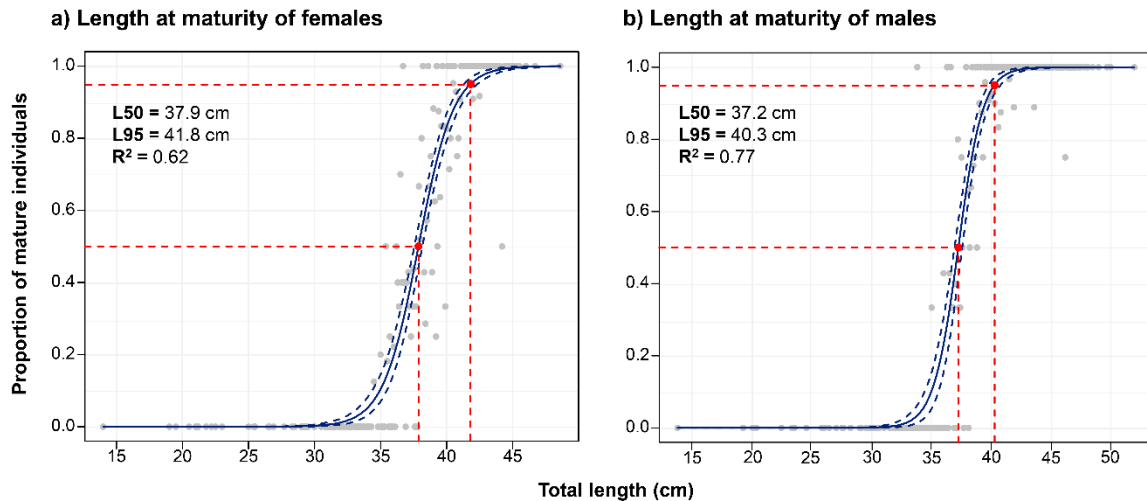 a) Length at maturity of females
b) Length at maturity of males
Proportion of mature individuals
1.0
0.8
0.6
0.4
0.2
0.0
L50 = 37.9 cm
L95 = 41.8 cm
R² = 0.62
15 20 25 30 35 40 45
1.0
0.8
0.6
0.4
0.2
0.0
L50 = 37.2 cm
L95 = 40.3 cm
R² = 0.77
15 20 25 30 35 40 45 50
Total length (cm)